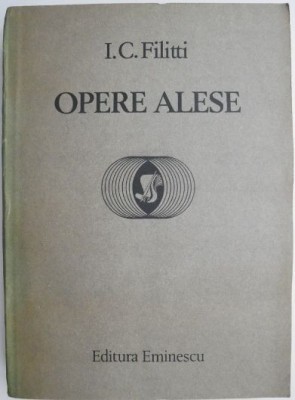 I.C. Filitti
OPERE ALESE
Editura Eminescu